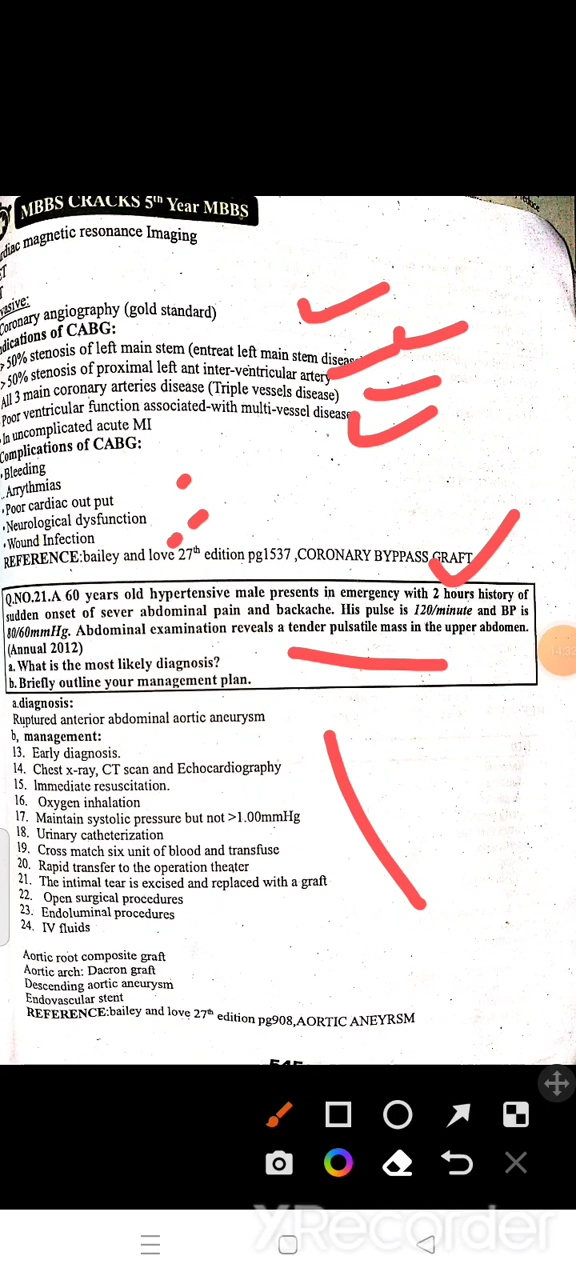 MBBS CRACKS 5th Year MBBS
rdiac magnetic resonance Imaging
ET
T
vasive:
Coronary angiography (gold standard)
dications of CABG:
>50% stenosis of left main stem (entreat left main stem diseas
>50% stenosis of proximal left ant inter-ventricular artery
All 3 main coronary arteries disease (Triple vessels disease)
Poor ventricular function associated-with multi-vessel disease
In uncomplicated acute MI
Complications of CABG:
•Bleeding
Arrythmias
•Poor cardiac out put
•Neurological dysfunction
•Wound Infection
REFERENCE:bailey and love 27th edition pg1537 ,CORONARY BYPPASS GRAFT
Q.NO.21.A 60 years old hypertensive male presents in emergency with 2 hours history of
sudden onset of sever abdominal pain and backache. His pulse is 120/minute and BP is
80/60mmHg. Abdominal examination reveals a tender pulsatile mass in the upper abdomen.
(Annual 2012)
a. What is the most likely diagnosis?
b. Briefly outline your management plan.
a.diagnosis:
Ruptured anterior abdominal aortic aneurysm
b, management:
13. Early diagnosis.
14. Chest x-ray, CT scan and Echocardiography
15. Immediate resuscitation.
16. Oxygen inhalation
17. Maintain systolic pressure but not >1.00mmHg
18. Urinary catheterization
19. Cross match six unit of blood and transfuse
20. Rapid transfer to the operation theater
21. The intimal tear is excised and replaced with a graft
22. Open surgical procedures
23. Endoluminal procedures
24. IV fluids
Aortic root composite graft
Aortic arch: Dacron graft
Descending aortic aneurysm
Endovascular stent
REFERENCE:bailey and love 27th edition pg908,AORTIC ANEYRSM
XRecorder